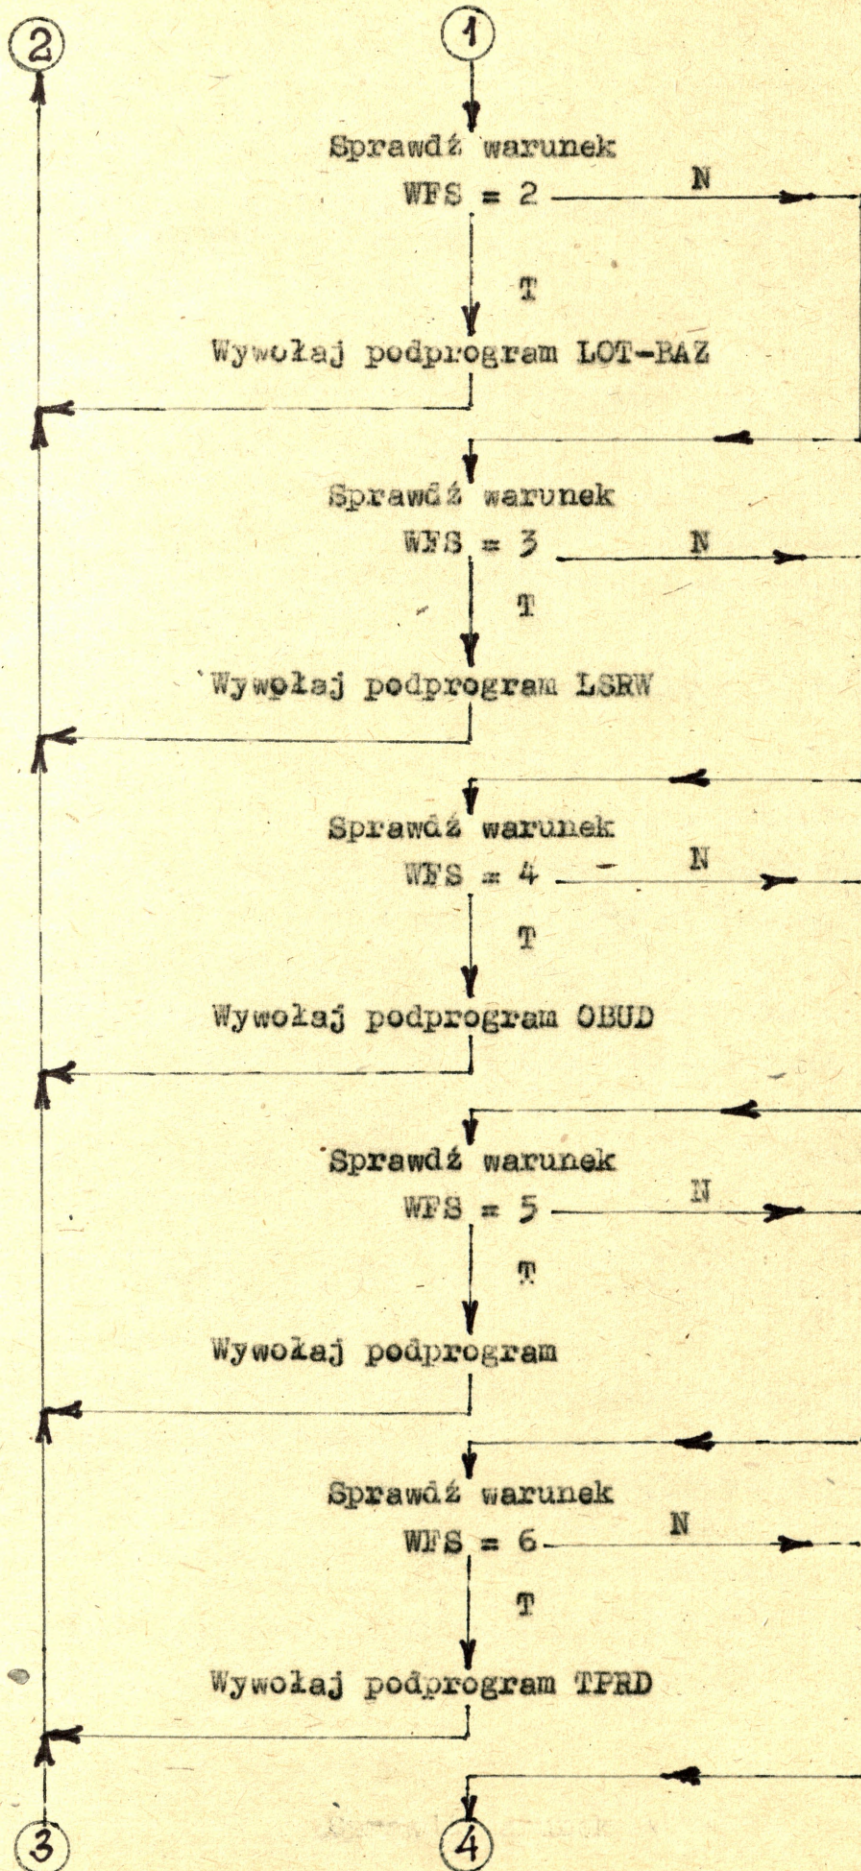 2
1
Sprawdź warunek
WFS = 2 N
T
Wywołaj podprogram LOT-BAZ
Sprawdź warunek
WFS = 3 N
T
Wywołaj podprogram LSRW
Sprawdź warunek
WFS = 4 N
T
Wywołaj podprogram OBUD
Sprawdź warunek
WFS = 5 N
T
Wywołaj podprogram
Sprawdź warunek
WFS = 6 N
T
Wywołaj podprogram TPRD
3
4